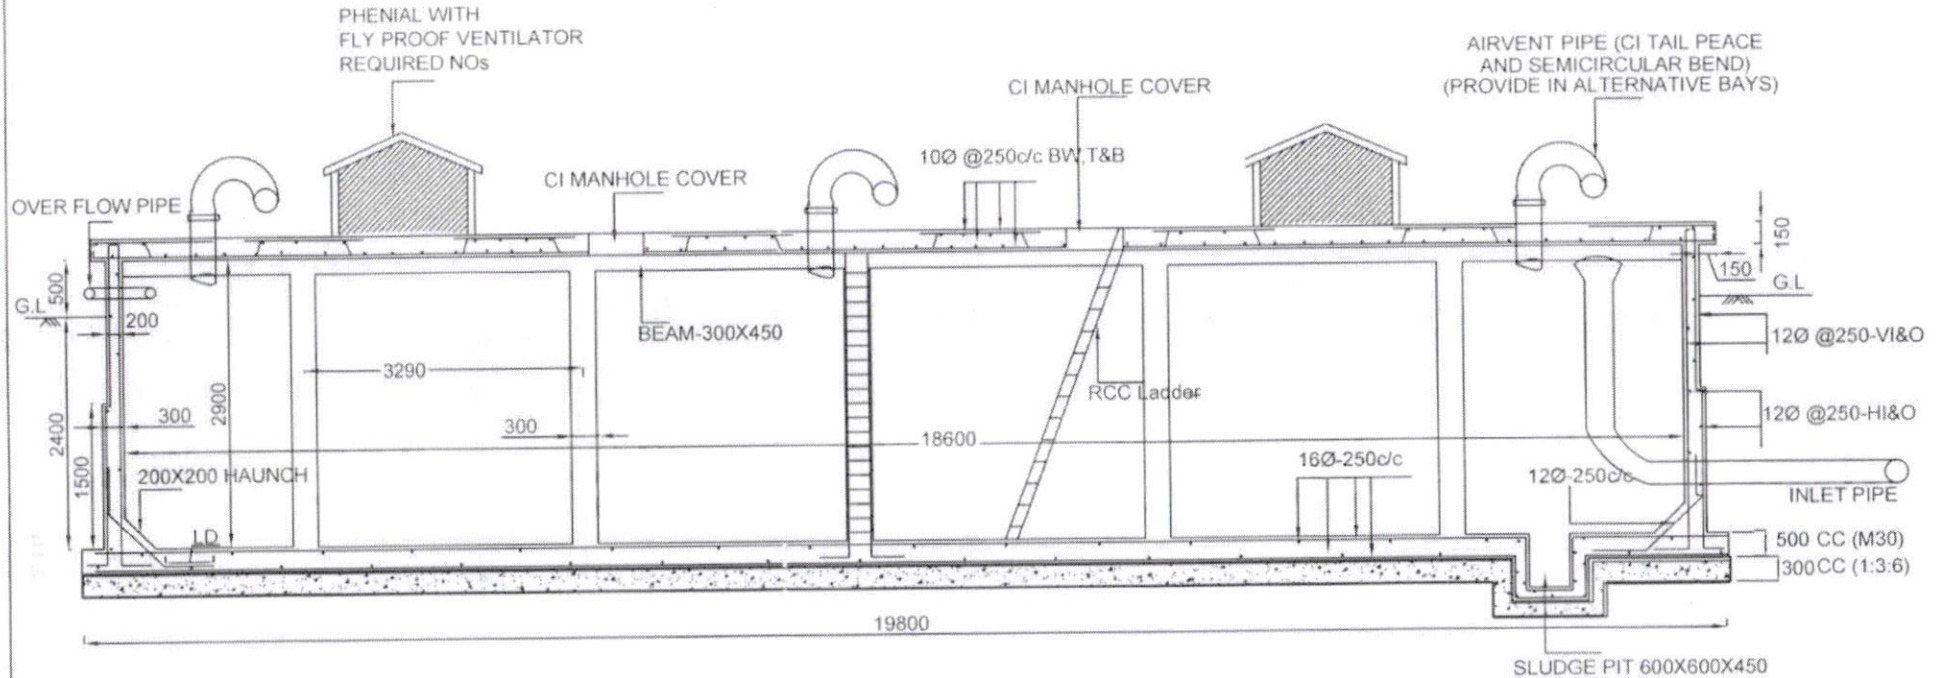 PHENIAL WITH
FLY PROOF VENTILATOR
REQUIRED NOs
AIRVENT PIPE (CI TAIL PEACE
AND SEMICIRCULAR BEND)
(PROVIDE IN ALTERNATIVE BAYS)
CI MANHOLE COVER
10Ø @250c/c BW,T&B
CI MANHOLE COVER
OVER FLOW PIPE
150
150
G.L
500
G.L
200
BEAM-300X450
12Ø @250-VI&O
3290
RCC Ladder
2900
300
12Ø @250-HI&O
2400
300
18600
1500
200X200 HAUNCH
16Ø-250c/c
12Ø-250c/c
INLET PIPE
LD
500 CC (M30)
300 CC (1:3:6)
19800
SLUDGE PIT 600X600X450